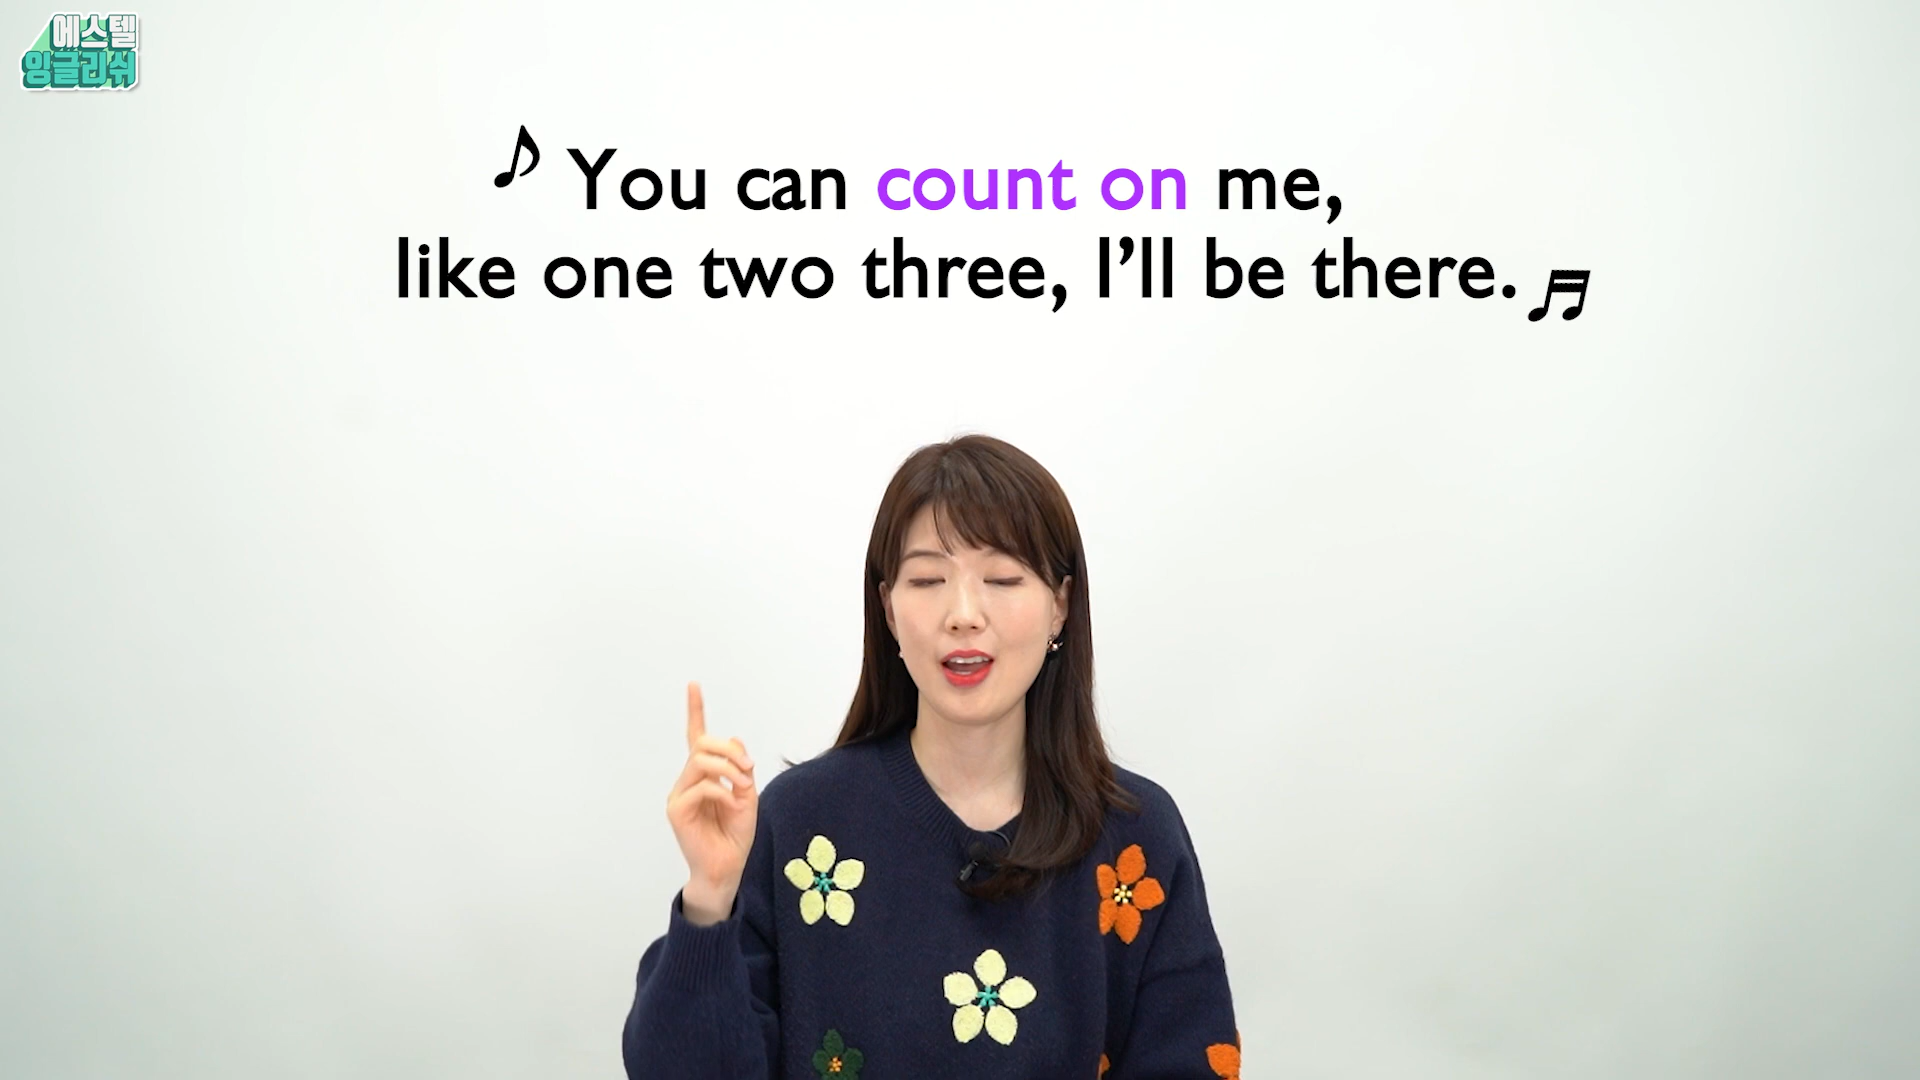 에스텔
잉글리쉬
♪ You can count on me,
like one two three, I’ll be there. ♬